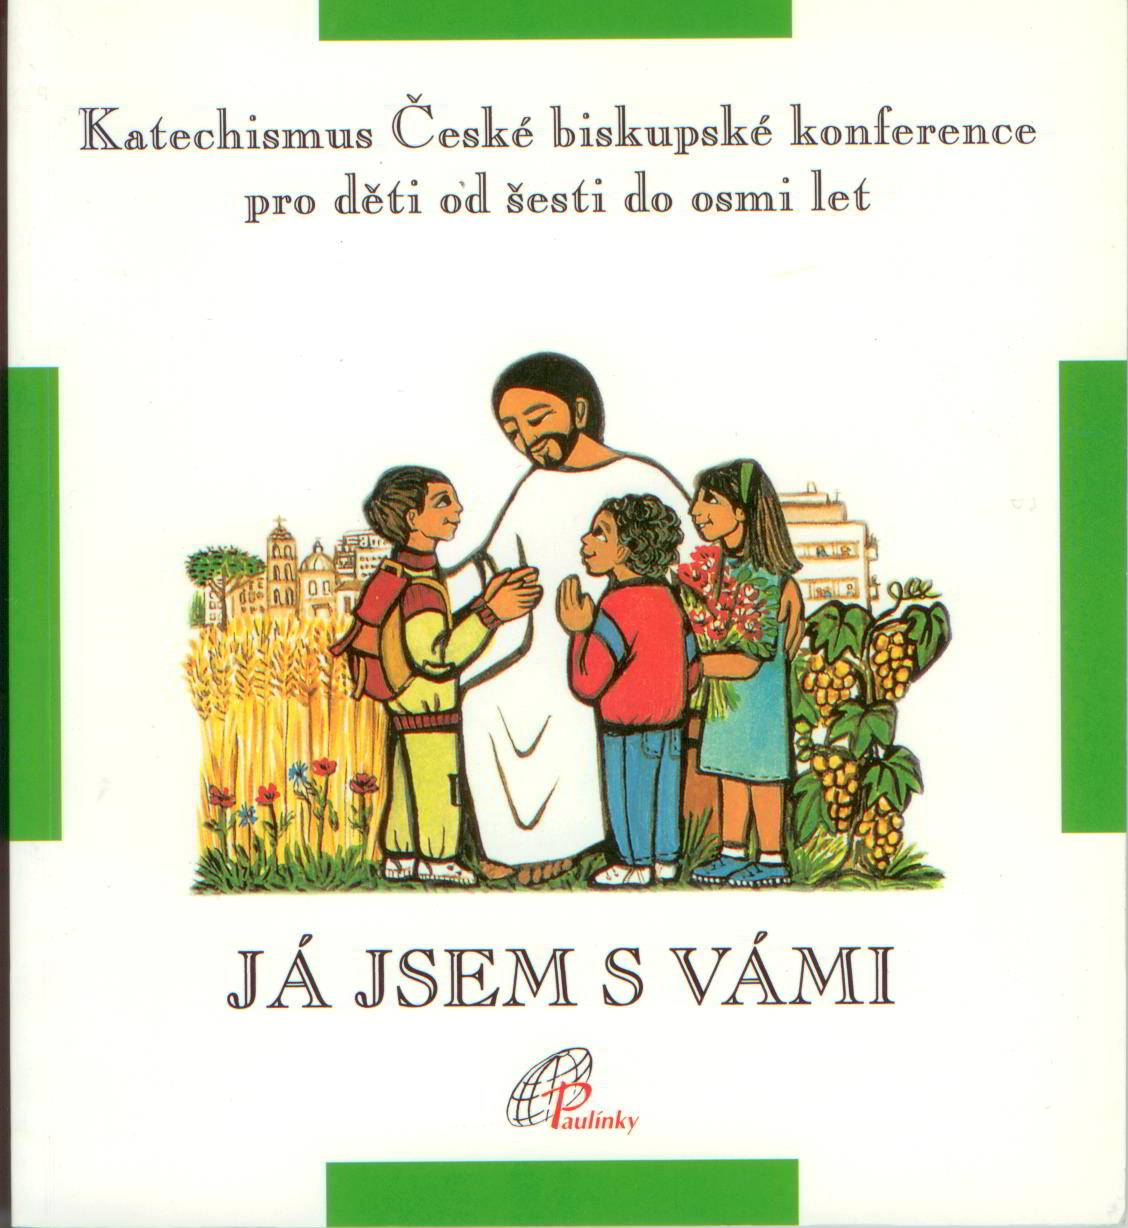 Katechismus České biskupské konference
pro děti od šesti do osmi let
JÁ JSEM S VÁMI
Paulínky